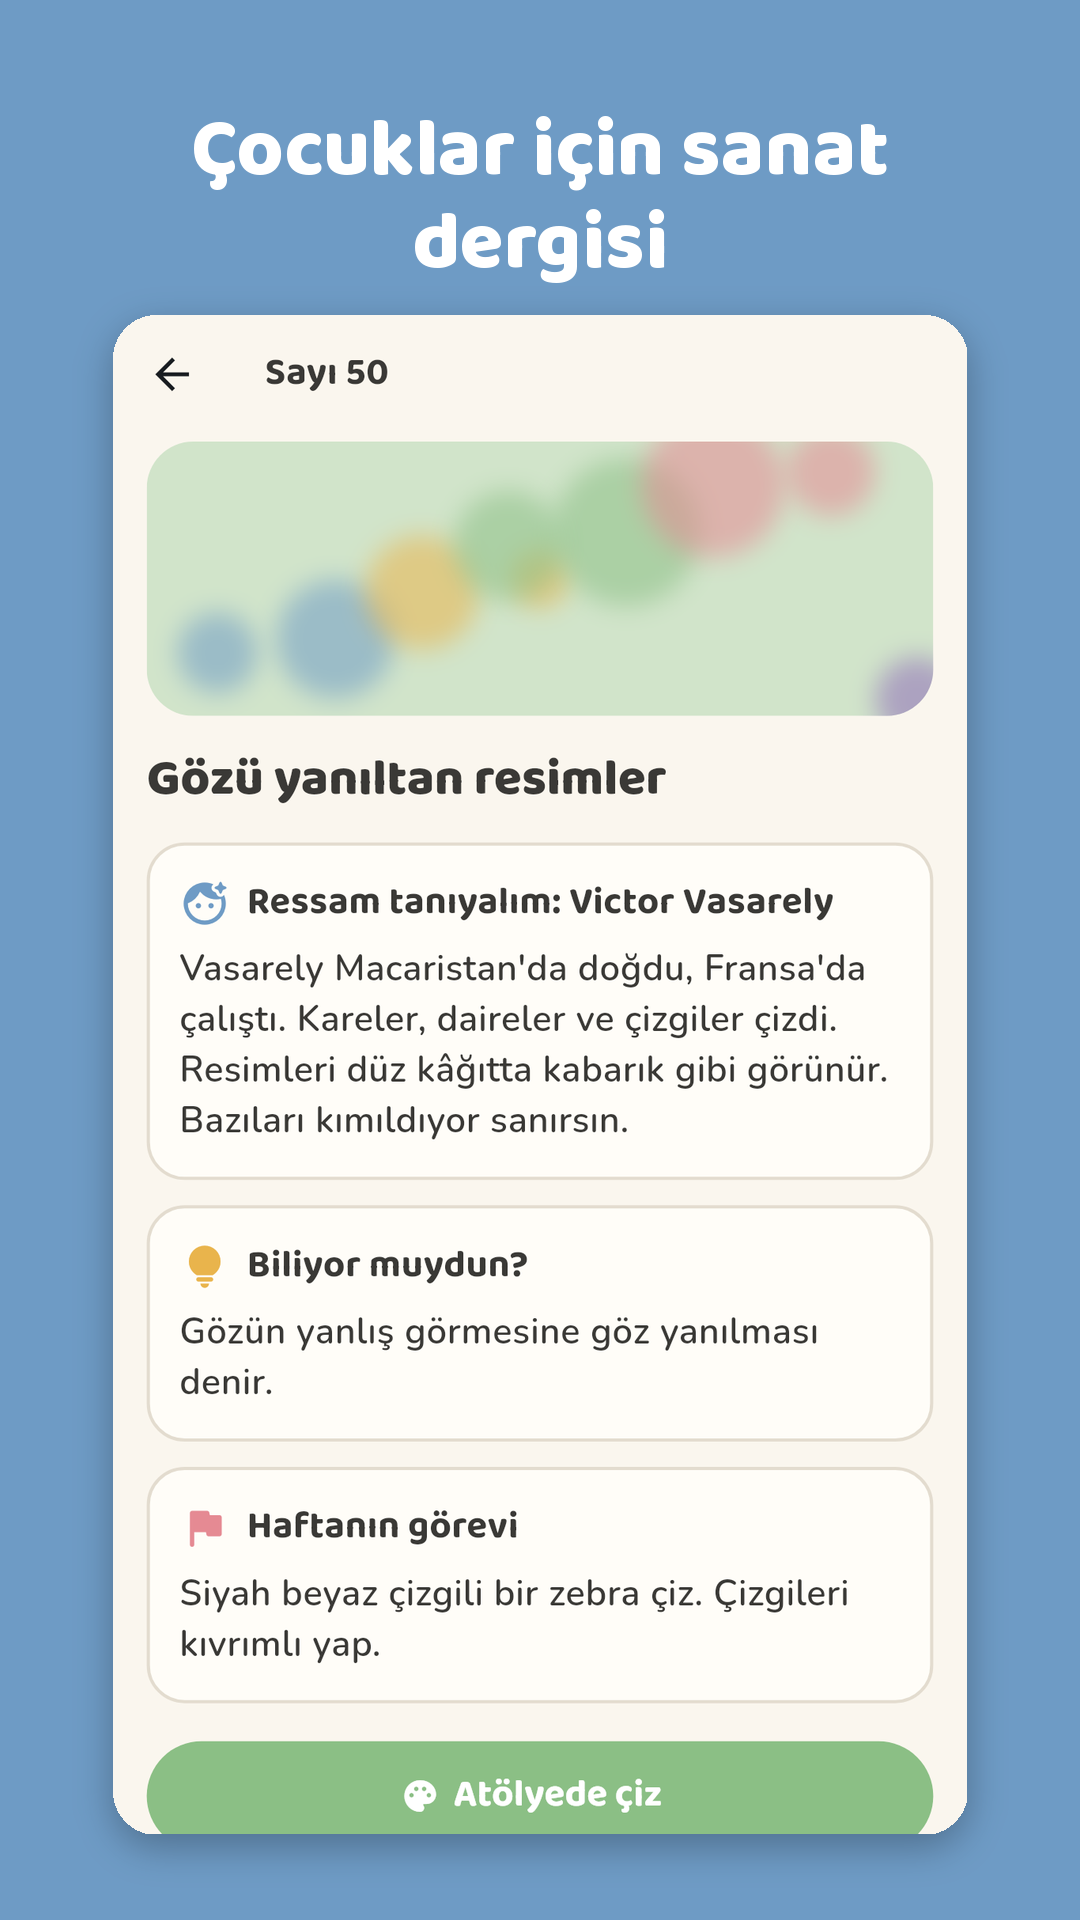 Çocuklar için sanat
dergisi
Sayı 50
Gözü yanıltan resimler
Ressam tanıyalım: Victor Vasarely
Vasarely Macaristan'da doğdu, Fransa'da
çalıştı. Kareler, daireler ve çizgiler çizdi.
Resimleri düz kâğıtta kabarık gibi görünür.
Bazıları kımıldıyor sanırsın.
Biliyor muydun?
Gözün yanlış görmesine göz yanılması
denir.
Haftanın görevi
Siyah beyaz çizgili bir zebra çiz. Çizgileri
kıvrımlı yap.
Atölyede çiz